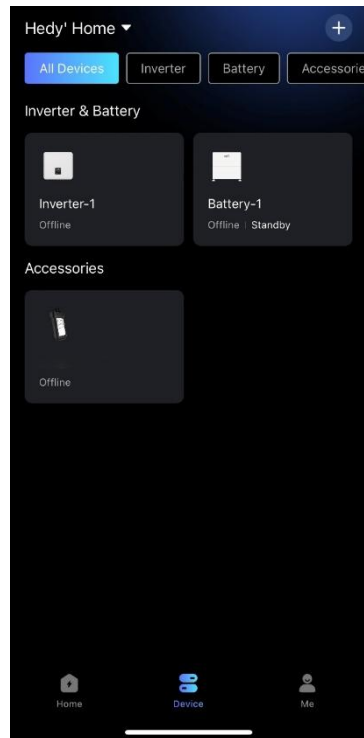 Hedy' Home
All Devices
Inverter
Battery
Accessorie
Inverter & Battery
Inverter-1
Offline
Battery-1
Offline | Standby
Accessories
Offline
Home
Device
Me